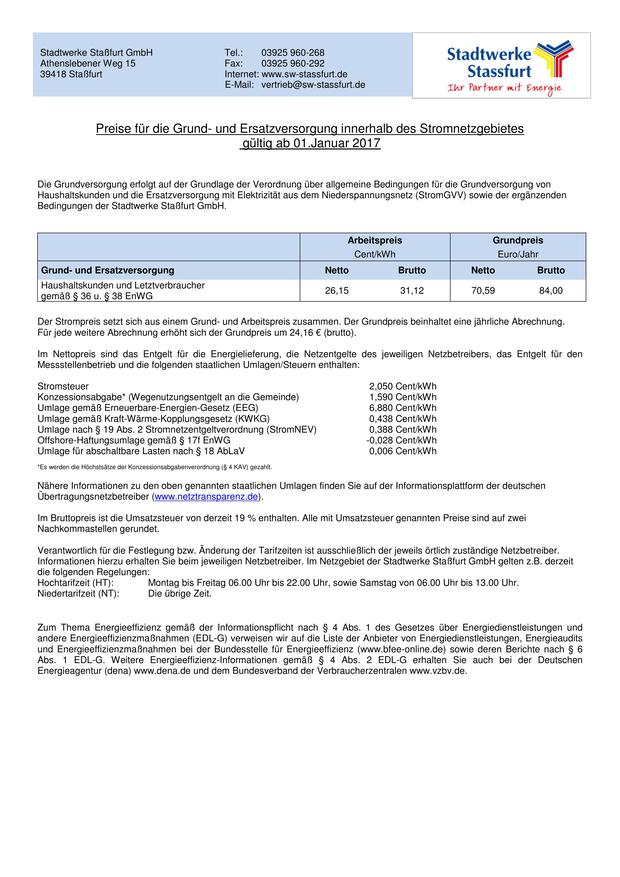 Stadtwerke Staßfurt GmbH
Athenslebener Weg 15
39418 Staßfurt
Tel.: 03925 960-268
Fax: 03925 960-292
Internet: www.sw-stassfurt.de
E-Mail: vertrieb@sw-stassfurt.de
Stadtwerke
Stassfurt
Ihr Partner mit Energie
Preise für die Grund- und Ersatzversorgung innerhalb des Stromnetzgebietes
gültig ab 01.Januar 2017
Die Grundversorgung erfolgt auf der Grundlage der Verordnung über allgemeine Bedingungen für die Grundversorgung von
Haushaltskunden und die Ersatzversorgung mit Elektrizität aus dem Niederspannungsnetz (StromGVV) sowie der ergänzenden
Bedingungen der Stadtwerke Staßfurt GmbH.
Arbeitspreis Grundpreis
Cent/kWh Euro/Jahr
Grund- und Ersatzversorgung Netto Brutto Netto Brutto
Haushaltskunden und Letztverbraucher
gemäß § 36 u. § 38 EnWG 26,15 31,12 70,59 84,00
Der Strompreis setzt sich aus einem Grund- und Arbeitspreis zusammen. Der Grundpreis beinhaltet eine jährliche Abrechnung.
Für jede weitere Abrechnung erhöht sich der Grundpreis um 24,16 € (brutto).
Im Nettopreis sind das Entgelt für die Energielieferung, die Netzentgelte des jeweiligen Netzbetreibers, das Entgelt für den
Messstellenbetrieb und die folgenden staatlichen Umlagen/Steuern enthalten:
Stromsteuer 2,050 Cent/kWh
Konzessionsabgabe* (Wegenutzungsentgelt an die Gemeinde) 1,590 Cent/kWh
Umlage gemäß Erneuerbare-Energien-Gesetz (EEG) 6,880 Cent/kWh
Umlage gemäß Kraft-Wärme-Kopplungsgesetz (KWKG) 0,438 Cent/kWh
Umlage nach § 19 Abs. 2 Stromnetzentgeltverordnung (StromNEV) 0,388 Cent/kWh
Offshore-Haftungsumlage gemäß § 17f EnWG -0,028 Cent/kWh
Umlage für abschaltbare Lasten nach § 18 AbLaV 0,006 Cent/kWh
*Es werden die Höchstsätze der Konzessionsabgabenverordnung (§ 4 KAV) gezahlt.
Nähere Informationen zu den oben genannten staatlichen Umlagen finden Sie auf der Informationsplattform der deutschen
Übertragungsnetzbetreiber (www.netztransparenz.de).
Im Bruttopreis ist die Umsatzsteuer von derzeit 19 % enthalten. Alle mit Umsatzsteuer genannten Preise sind auf zwei
Nachkommastellen gerundet.
Verantwortlich für die Festlegung bzw. Änderung der Tarifzeiten ist ausschließlich der jeweils örtlich zuständige Netzbetreiber.
Informationen hierzu erhalten Sie beim jeweiligen Netzbetreiber. Im Netzgebiet der Stadtwerke Staßfurt GmbH gelten z.B. derzeit
die folgenden Regelungen:
Hochtarifzeit (HT): Montag bis Freitag 06.00 Uhr bis 22.00 Uhr, sowie Samstag von 06.00 Uhr bis 13.00 Uhr.
Niedertarifzeit (NT): Die übrige Zeit.
Zum Thema Energieeffizienz gemäß der Informationspflicht nach § 4 Abs. 1 des Gesetzes über Energiedienstleistungen und
andere Energieeffizienzmaßnahmen (EDL-G) verweisen wir auf die Liste der Anbieter von Energiedienstleistungen, Energieaudits
und Energieeffizienzmaßnahmen bei der Bundesstelle für Energieeffizienz (www.bfee-online.de) sowie deren Berichte nach § 6
Abs. 1 EDL-G. Weitere Energieeffizienz-Informationen gemäß § 4 Abs. 2 EDL-G erhalten Sie auch bei der Deutschen
Energieagentur (dena) www.dena.de und dem Bundesverband der Verbraucherzentralen www.vzbv.de.